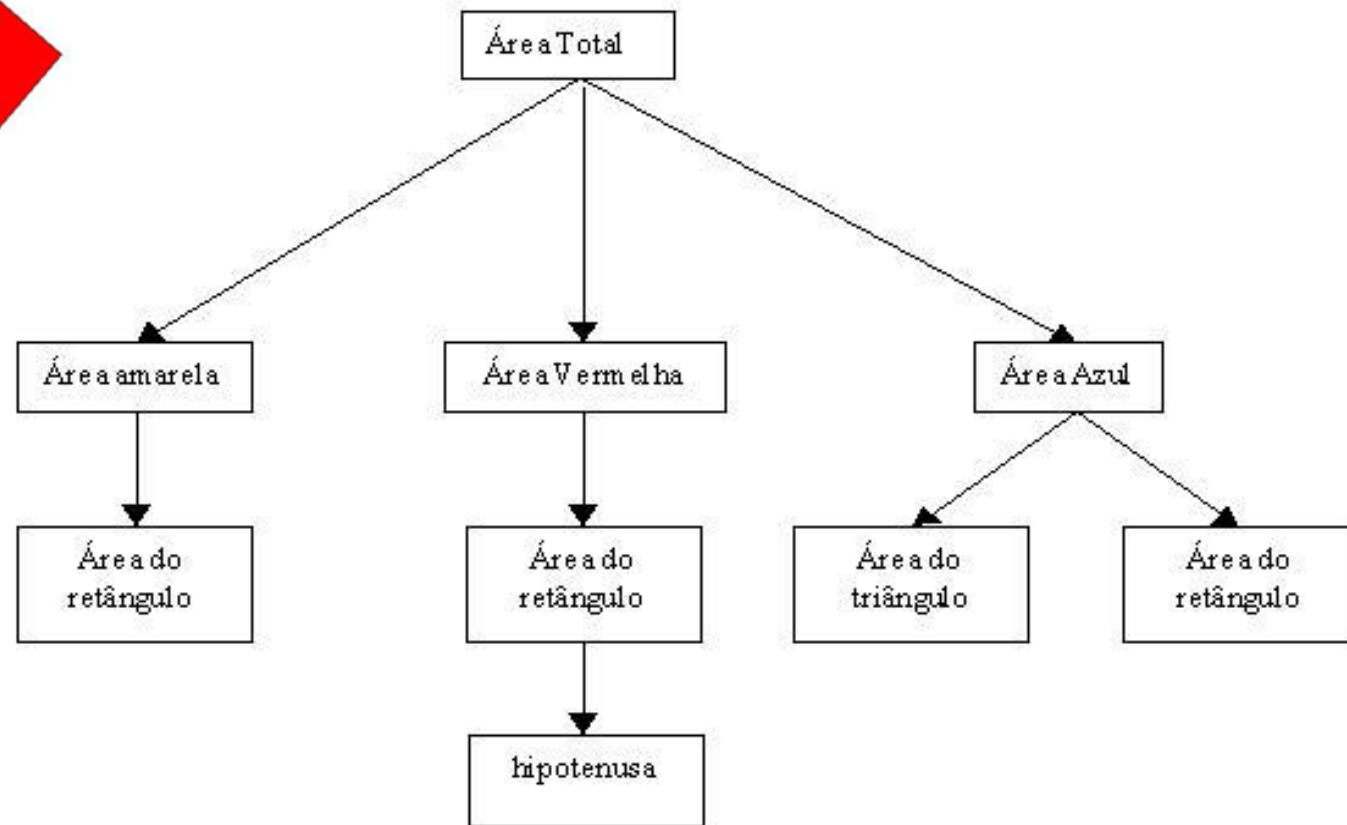 Área Total
Área amarela
Área Vermelha
Área Azul
Área do
retângulo
Área do
retângulo
Área do
triângulo
Área do
retângulo
hipotenusa